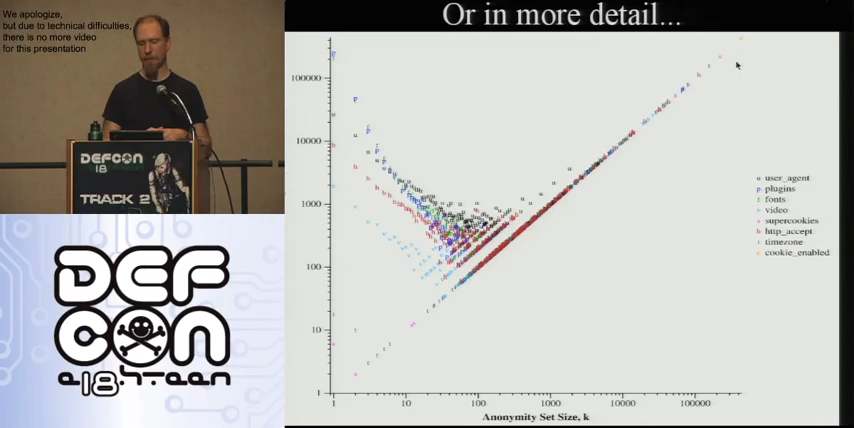 We apologize,
but due to technical difficulties,
there is no more video
for this presentation
DEFCON
18
TRACK 2
DEF
CON
Or in more detail...
100000
10000
1000
100
10
1
1
10
100
1000
10000
100000
Anonymity Set Size, k
u user_agent
p plugins
f fonts
v video
s supercookies
h http_accept
t timezone
c cookie_enabled